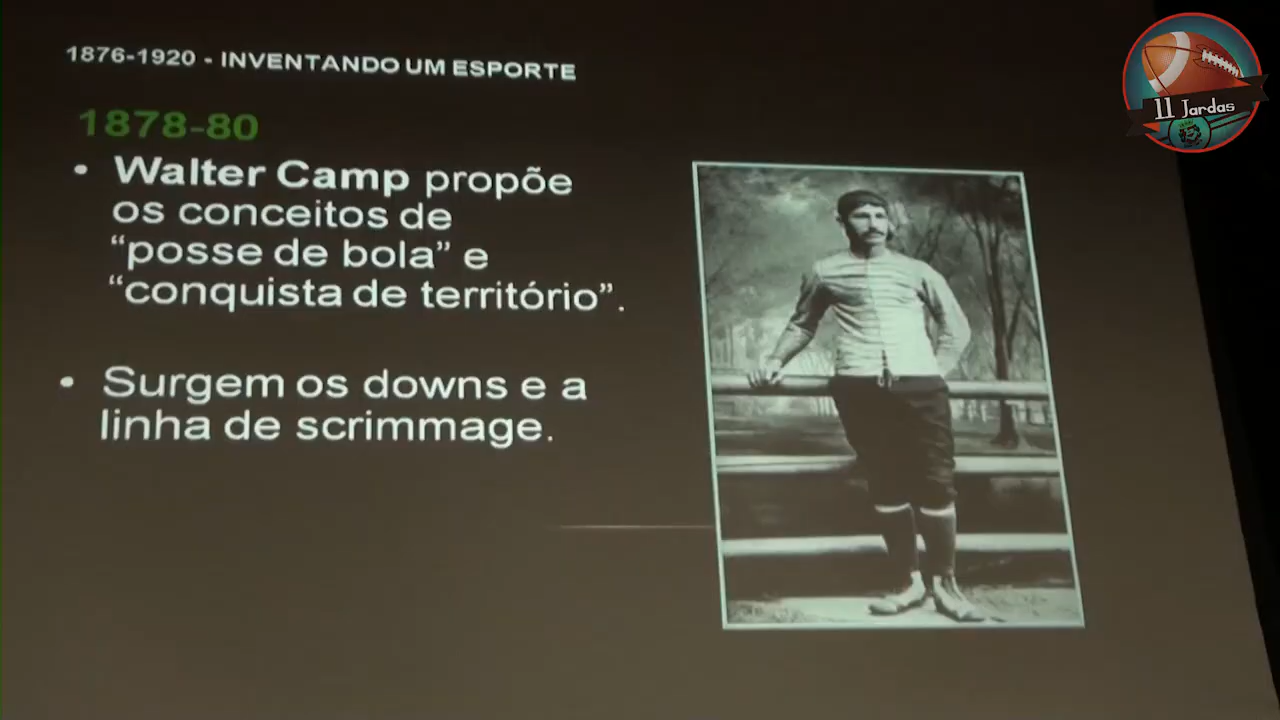 1876-1920 - INVENTANDO UM ESPORTE
1878-80
• Walter Camp propõe
os conceitos de
“posse de bola” e
“conquista de território”.
• Surgem os downs e a
linha de scrimmage.
11 Jardas